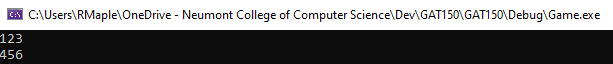 C:\Users\RMaple\OneDrive - Neumont College of Computer Science\Dev\GAT150\GAT150\Debug\Game.exe
123
456